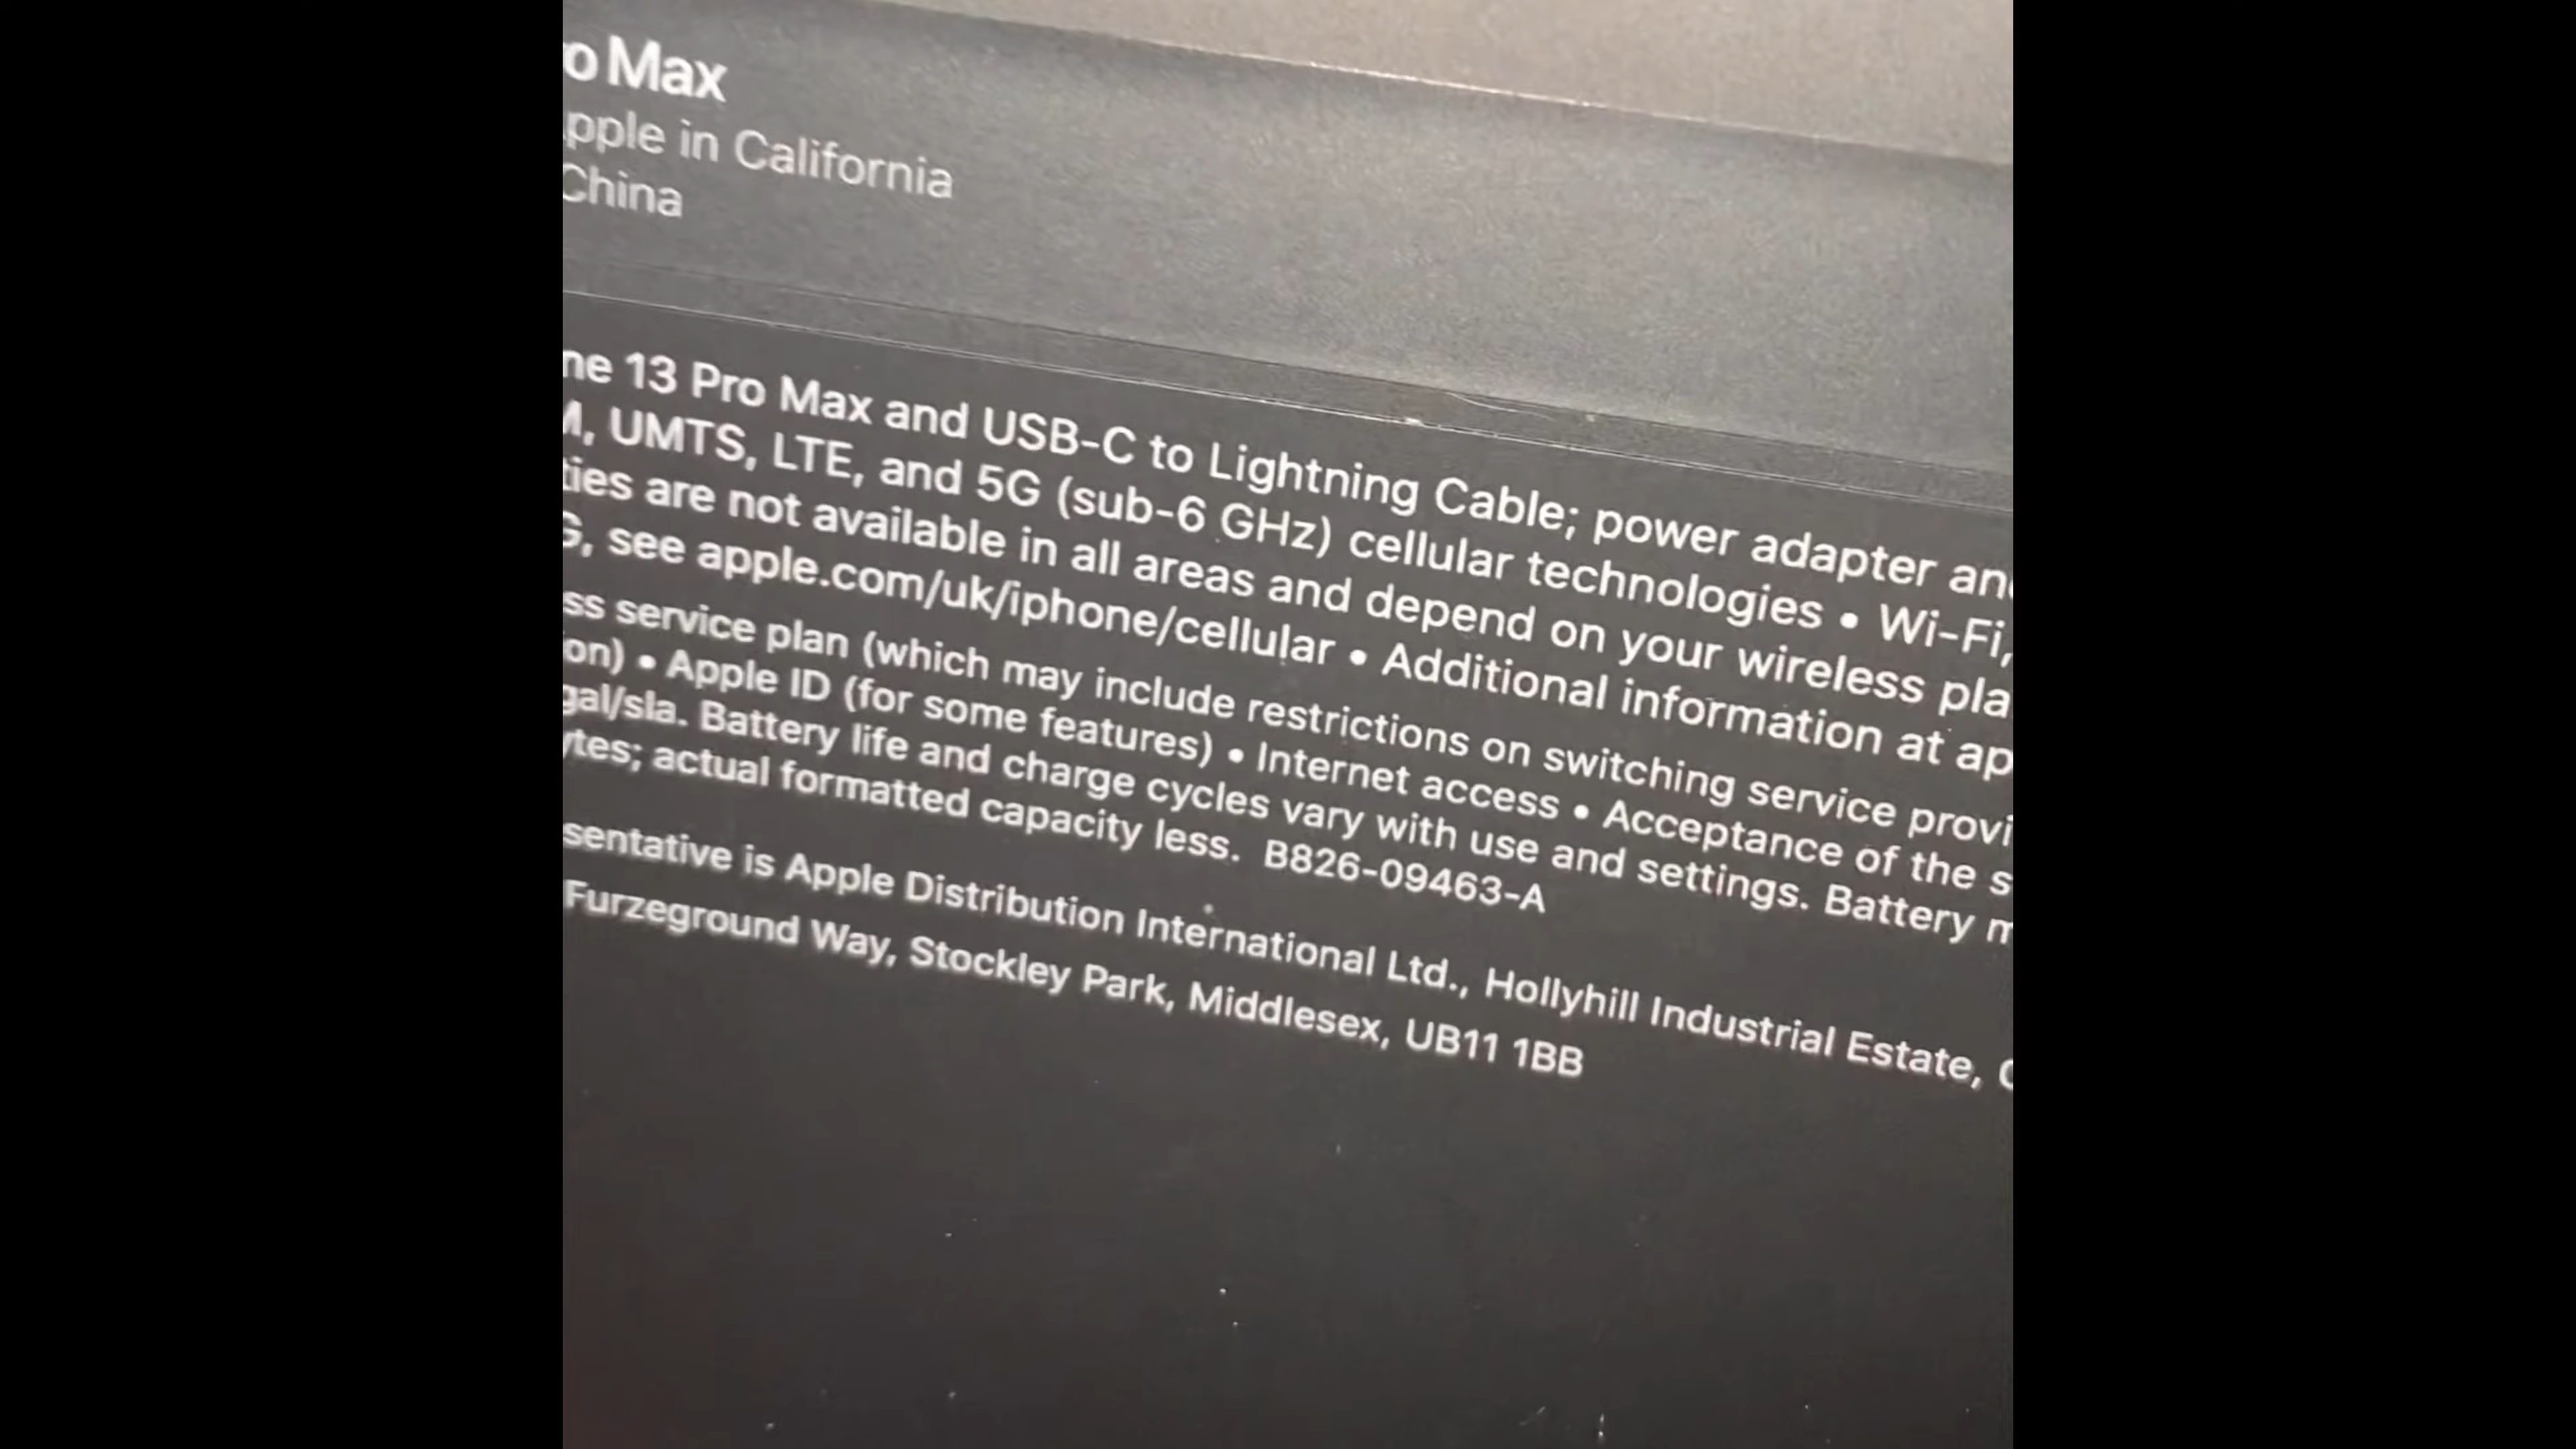 o Max
pple in California
China
ne 13 Pro Max and USB-C to Lightning Cable; power adapter an
M, UMTS, LTE, and 5G (sub-6 GHz) cellular technologies • Wi-Fi,
ties are not available in all areas and depend on your wireless pla
G, see apple.com/uk/iphone/cellular • Additional information at ap
ss service plan (which may include restrictions on switching service provi
on) • Apple ID (for some features) • Internet access • Acceptance of the s
gal/sla. Battery life and charge cycles vary with use and settings. Battery m
ytes; actual formatted capacity less. B826-09463-A
sentative is Apple Distribution International Ltd., Hollyhill Industrial Estate, C
Furzeground Way, Stockley Park, Middlesex, UB11 1BB